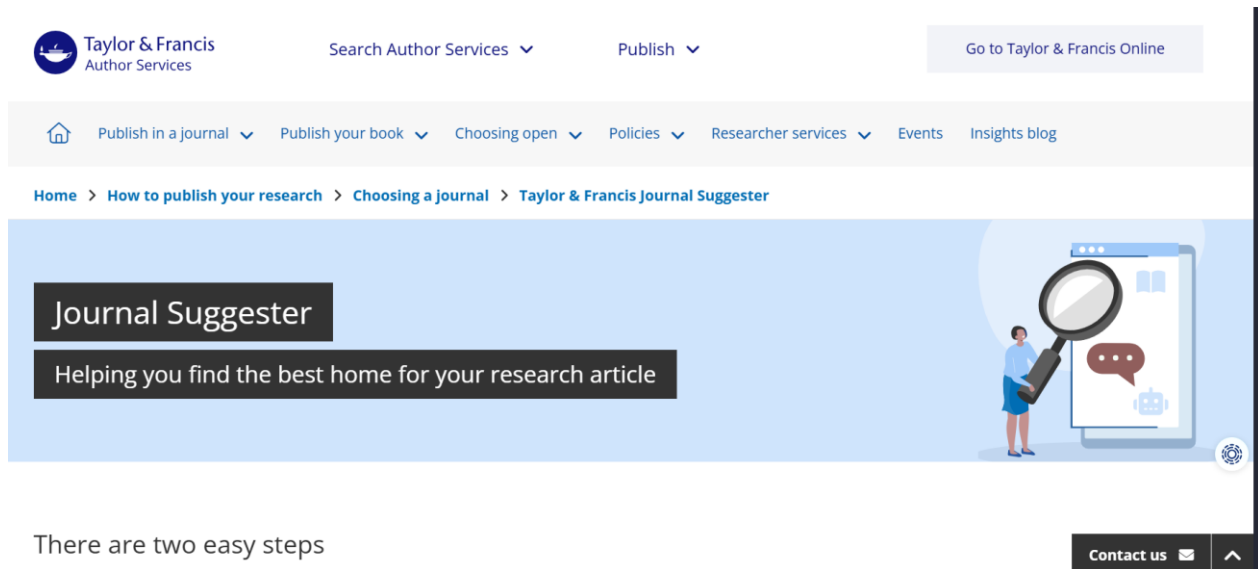 Taylor & Francis
Author Services
Search Author Services
Publish
Go to Taylor & Francis Online
Publish in a journal
Publish your book
Choosing open
Policies
Researcher services
Events
Insights blog
Home > How to publish your research > Choosing a journal > Taylor & Francis Journal Suggester
Journal Suggester
Helping you find the best home for your research article
There are two easy steps
Contact us